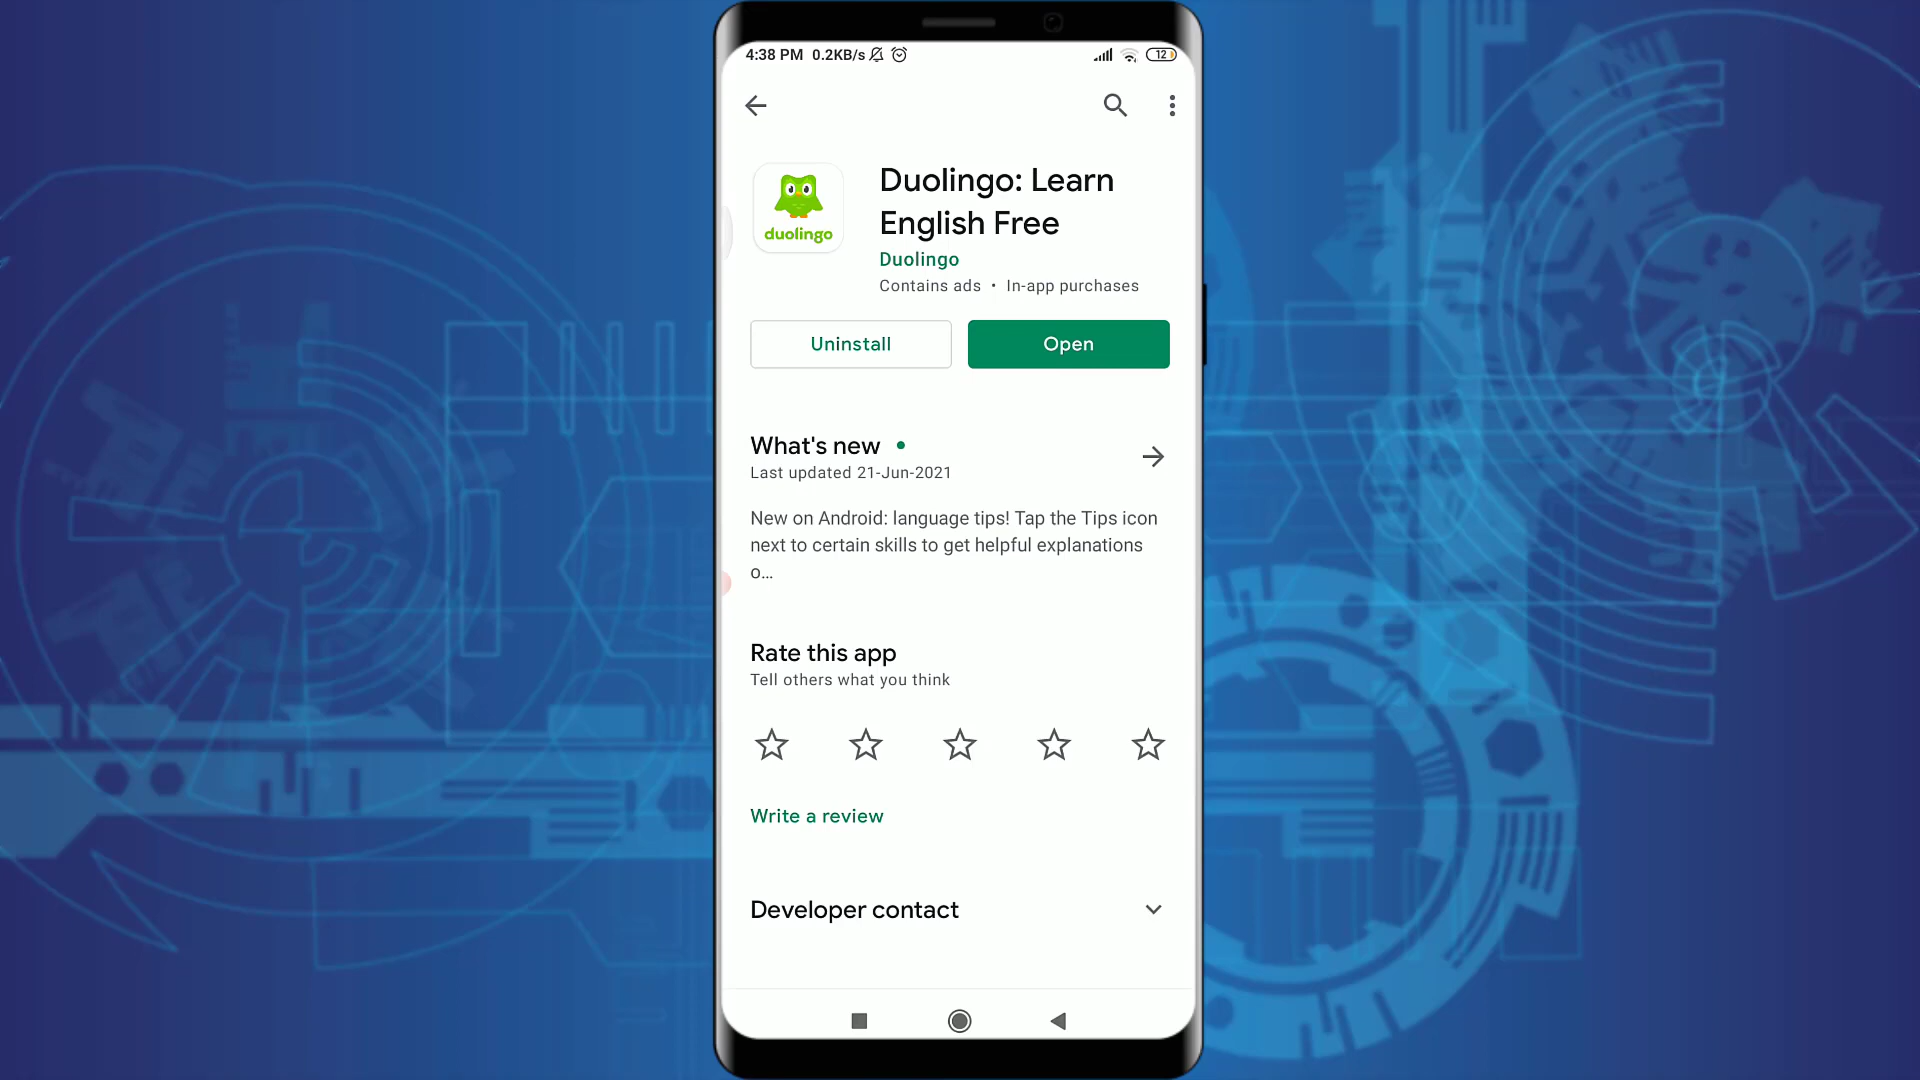 4:38 PM 0.2KB/s
12
Duolingo: Learn
English Free
duolingo
Duolingo
Contains ads • In-app purchases
Uninstall
Open
What's new
Last updated 21-Jun-2021
New on Android: language tips! Tap the Tips icon
next to certain skills to get helpful explanations
o...
Rate this app
Tell others what you think
Write a review
Developer contact